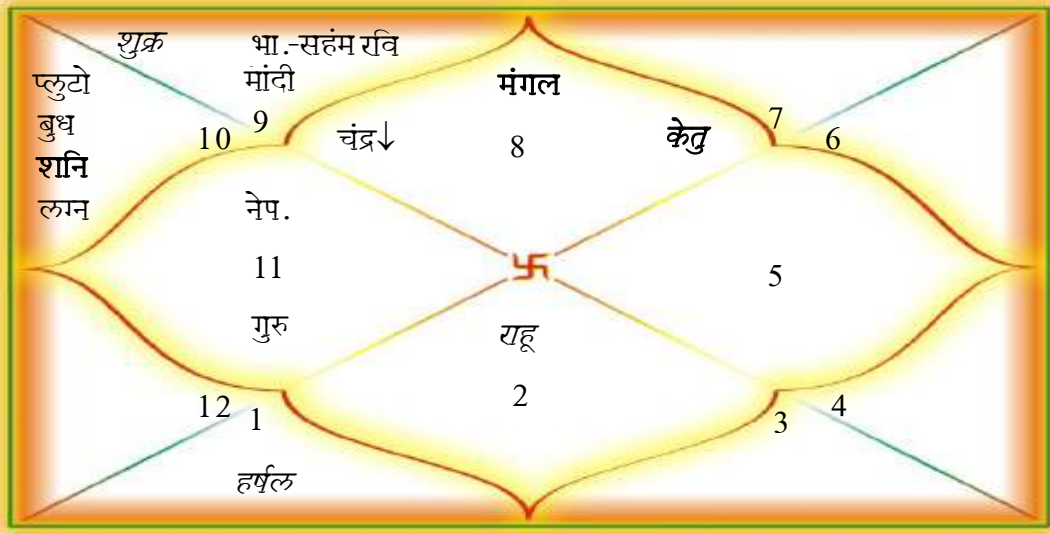 शुक्र भा.-सहंम रवि
प्लुटो मांदी मंगल
बुध 9 7
10 चंद्र↓ 8 केतु 6
शनि
लग्न नेप.
11 5
गुरु राहू
2
12 1 3 4
हर्षल